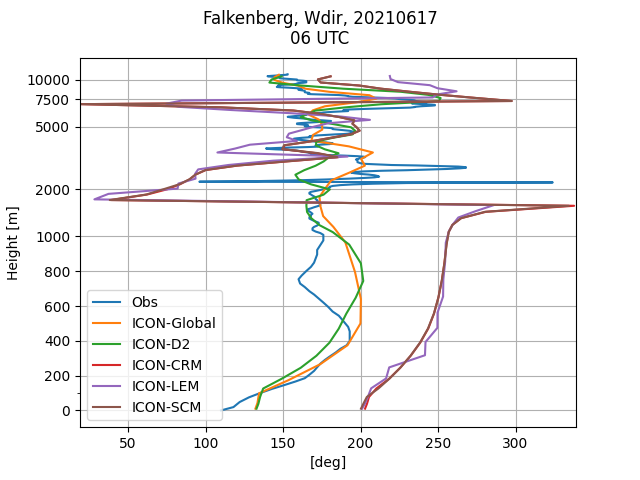 Falkenberg, Wdir, 20210617
06 UTC
10000
7500
5000
2000
1000
800
600
400
200
0
Height [m]
Obs
ICON-Global
ICON-D2
ICON-CRM
ICON-LEM
ICON-SCM
50
100
150
200
250
300
[deg]